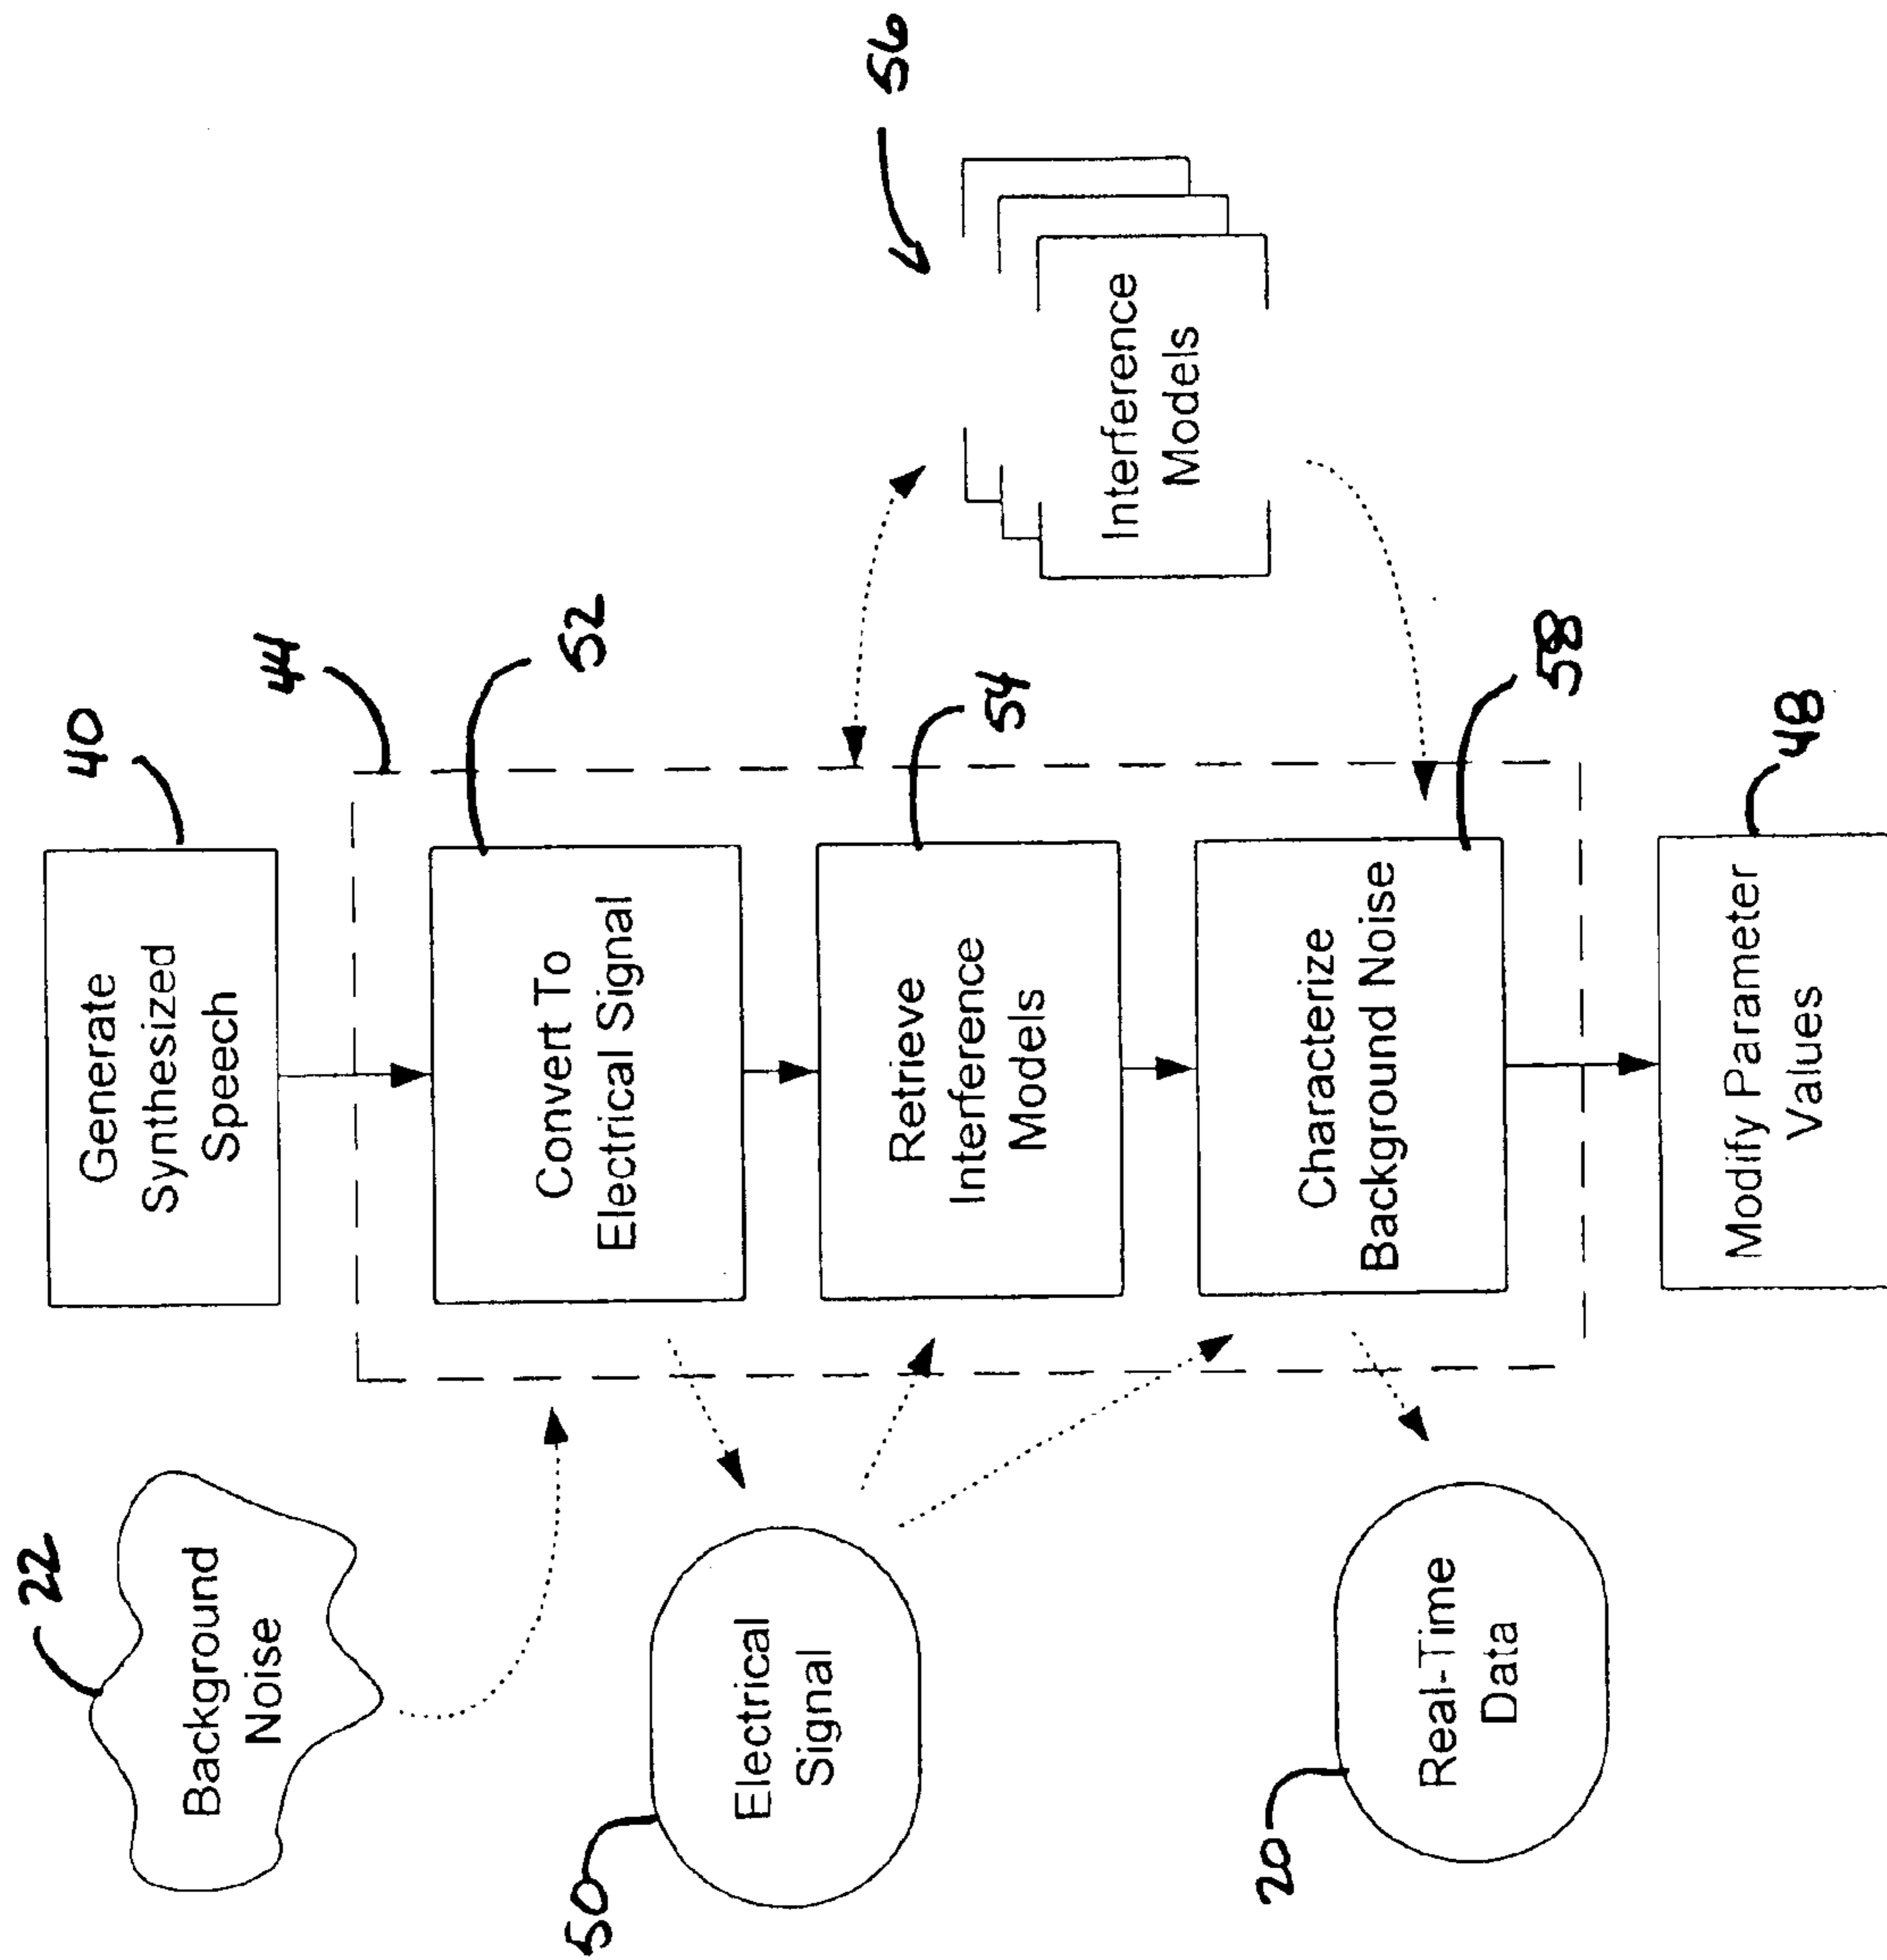 40
Generate
Synthesized
Speech
22
Background
Noise
44
52
Convert To
Electrical Signal
50
Electrical
Signal
54
Retrieve
Interference
Models
56
Interference
Models
58
Characterize
Background Noise
20
Real-Time
Data
48
Modify Parameter
Values